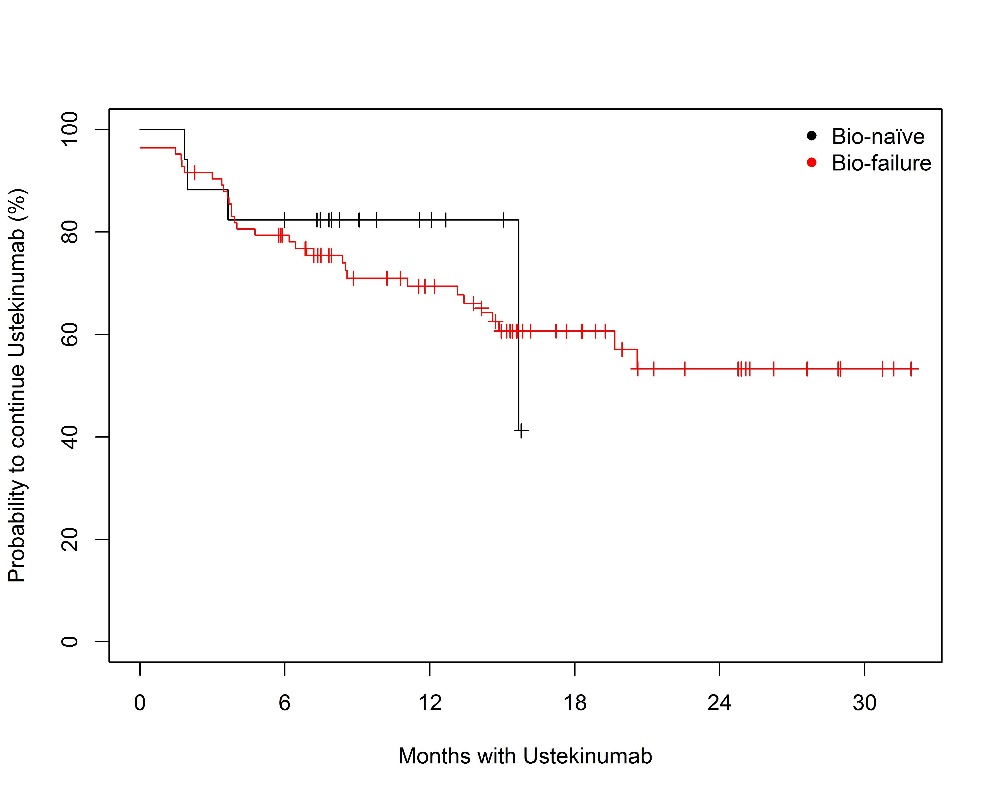 Bio-naïve
Bio-failure
Probability to continue Ustekinumab (%)
100
80
60
40
20
0
0 6 12 18 24 30
Months with Ustekinumab